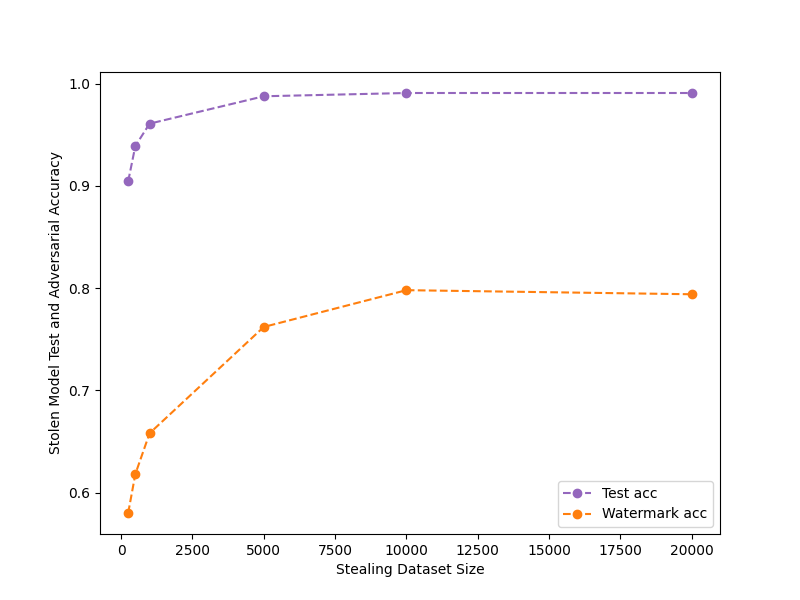 1.0
0.9
0.8
0.7
0.6
Stolen Model Test and Adversarial Accuracy
Test acc
Watermark acc
0 2500 5000 7500 10000 12500 15000 17500 20000
Stealing Dataset Size